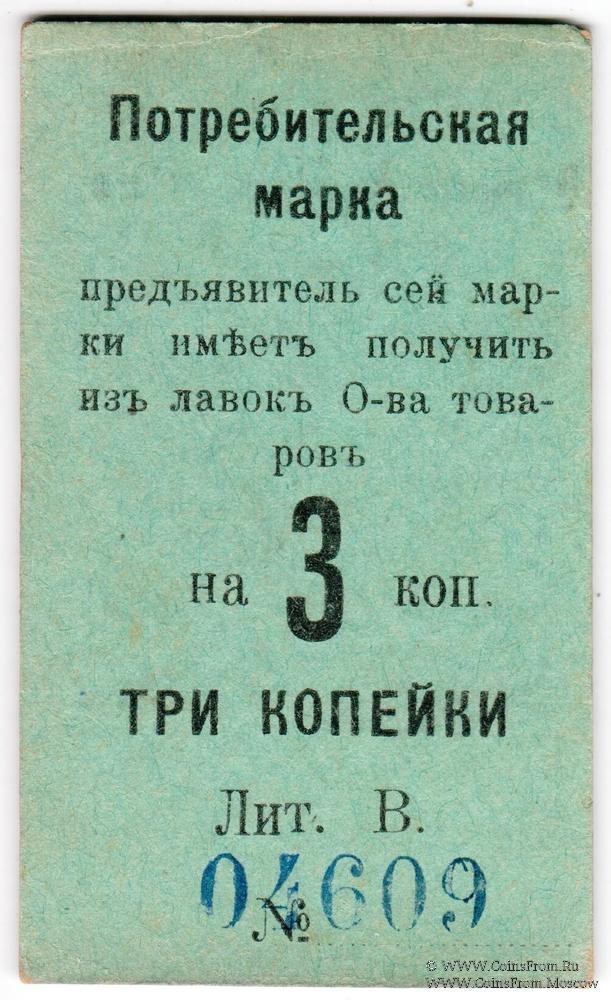 Потребительская
марка
предъявитель сей мар-
ки имѣетъ получить
изъ лавокъ О-ва това-
ровъ
на 3 коп.
ТРИ КОПЕЙКИ
Лит. В.
04609
№
© WWW.CoinsFrom.Ru
WWW.CoinsFrom.Moscow